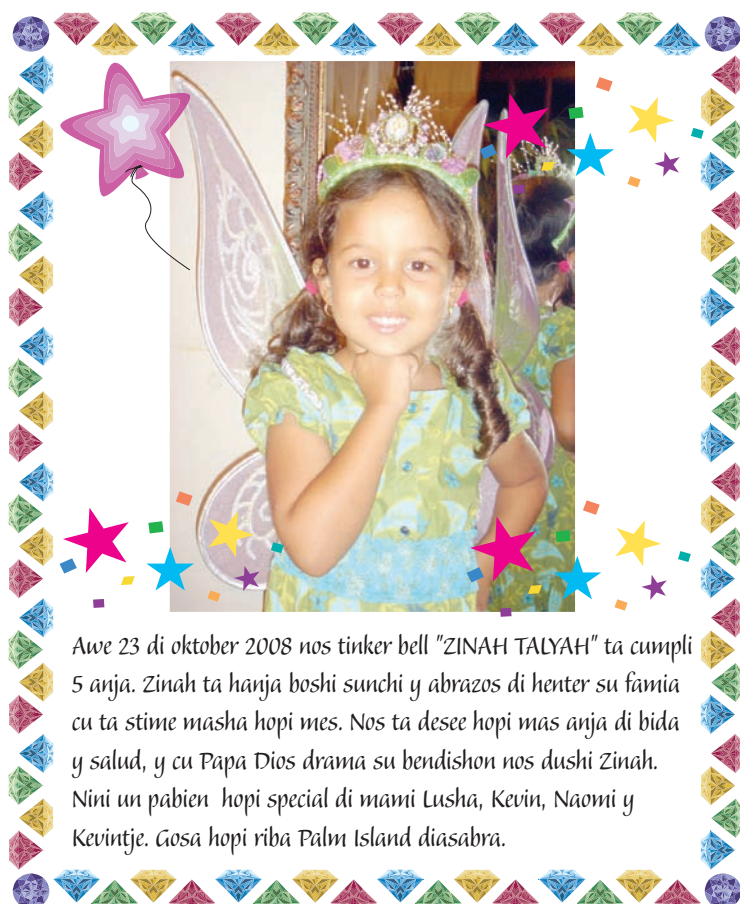 Awe 23 di oktober 2008 nos tinker bell "ZINAH TALYAH" ta cumpli
5 anja. Zinah ta hanja boshi sunchi y abrazos di henter su famia
cu ta stime masha hopi mes. Nos ta desee hopi mas anja di bida
y salud, y cu Papa Dios drama su bendishon nos dushi Zinah.
Nini un pabien hopi special di mami Lusha, Kevin, Naomi y
Kevintje. Gosa hopi riba Palm Island diasabra.